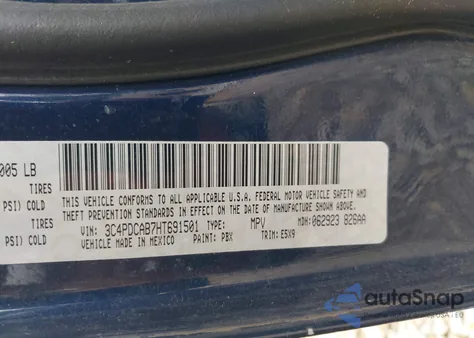 005 LB
TIRES
THIS VEHICLE CONFORMS TO ALL APPLICABLE U.S.A. FEDERAL MOTOR VEHICLE SAFETY AND
PSI) COLD
THEFT PREVENTION STANDARDS IN EFFECT ON THE DATE OF MANUFACTURE SHOWN ABOVE.
TIRES
VIN: 3C4PDCAB7HT691501 TYPE: MPV MDH: 062923 B26AA
PSI) COLD
MADE IN MEXICO PAINT: PBX TRIM: E5X9
autoSnap